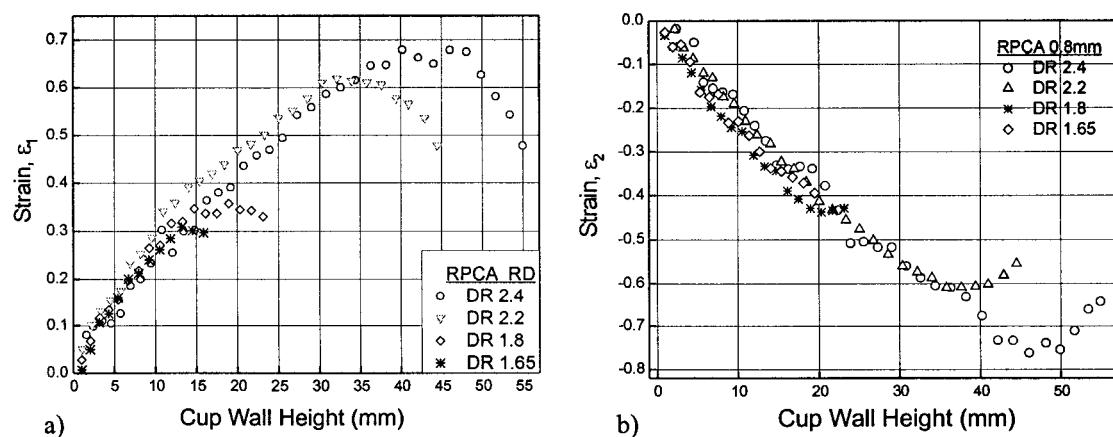 0.7
0.6
0.5
0.4
0.3
0.2
0.1
0.0
Strain, ε1
RPCA RD
DR 2.4
DR 2.2
DR 1.8
DR 1.65
0 5 10 15 20 25 30 35 40 45 50 55
Cup Wall Height (mm)
a)
-0.0
-0.1
-0.2
-0.3
-0.4
-0.5
-0.6
-0.7
-0.8
Strain, ε2
RPCA 0.8mm
DR 2.4
DR 2.2
DR 1.8
DR 1.65
0 10 20 30 40 50
Cup Wall Height (mm)
b)